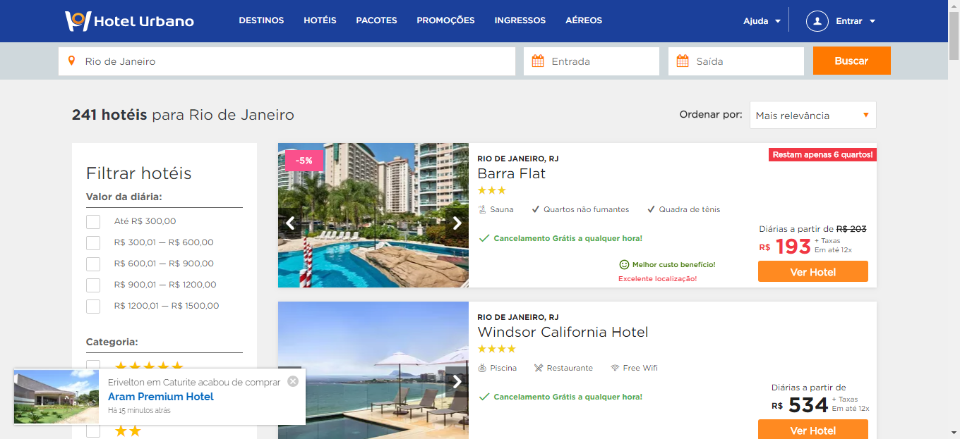 Hotel Urbano
DESTINOS HOTÉIS PACOTES PROMOÇÕES INGRESSOS AÉREOS
Ajuda
Entrar
Rio de Janeiro
Entrada
Saída
Buscar
241 hotéis para Rio de Janeiro
Ordenar por:
Mais relevância
Filtrar hotéis
Valor da diária:
Até R$ 300,00
R$ 300,01 — R$ 600,00
R$ 600,01 — R$ 900,00
R$ 900,01 — R$ 1200,00
R$ 1200,01 — R$ 1500,00
Categoria:
-5%
RIO DE JANEIRO, RJ
Restam apenas 6 quartos!
Barra Flat
Sauna
Quartos não fumantes
Quadra de tênis
Cancelamento Grátis a qualquer hora!
Melhor custo benefício!
Excelente localização!
Diárias a partir de R$ 203
R$ 193 + Taxas
Em até 12x
Ver Hotel
RIO DE JANEIRO, RJ
Windsor California Hotel
Piscina
Restaurante
Free Wifi
Cancelamento Grátis a qualquer hora!
Diárias a partir de
R$ 534 + Taxas
Em até 12x
Ver Hotel
Erivelton em Caturite acabou de comprar
Aram Premium Hotel
Há 15 minutos atrás